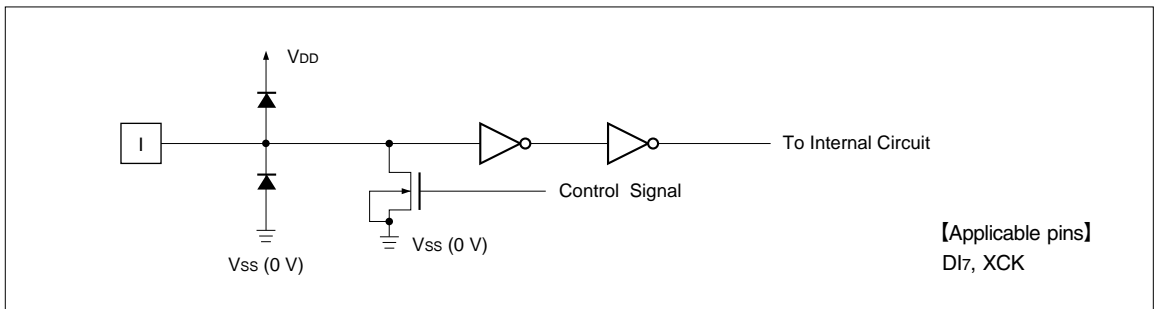 VDD
I
To Internal Circuit
Control Signal
VSS (0 V)
VSS (0 V)
【Applicable pins】
DI7, XCK